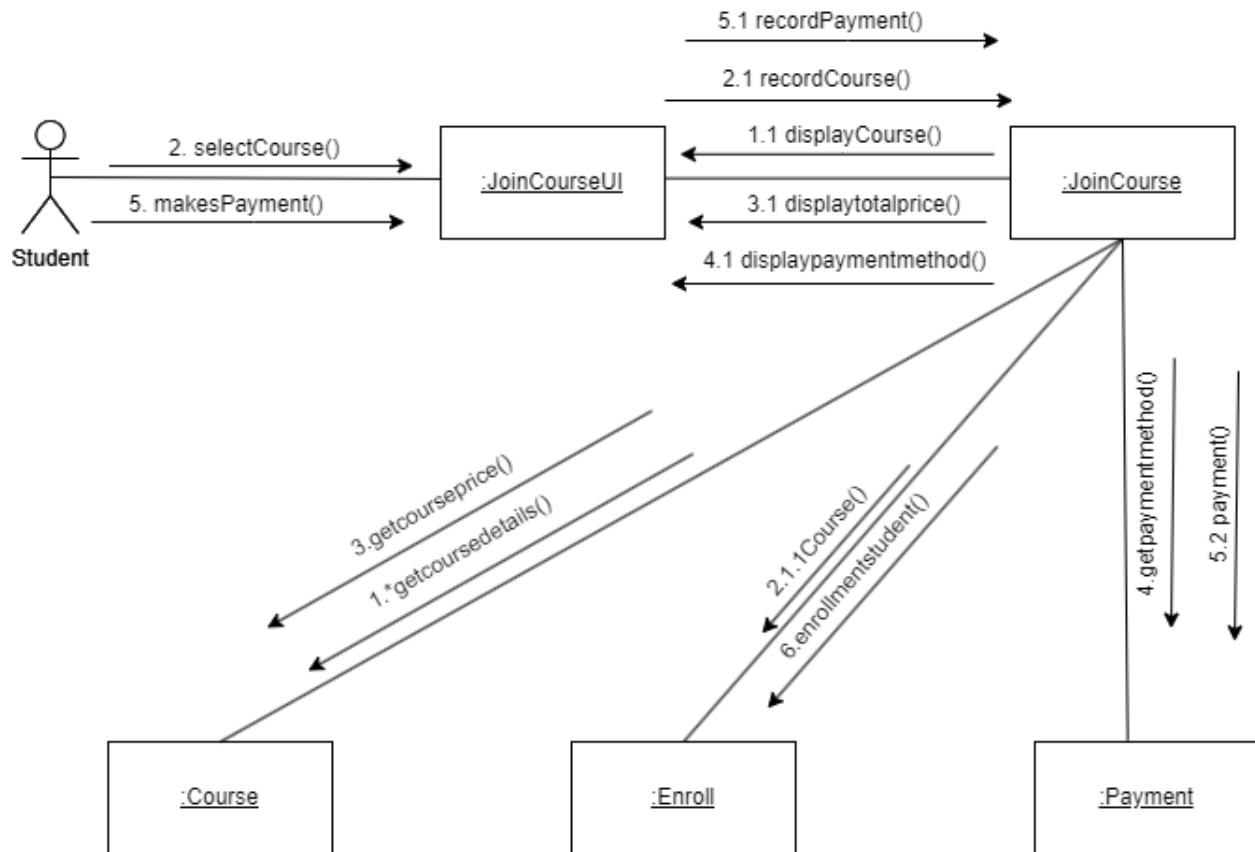 5.1 recordPayment()
2.1 recordCourse()
1.1 displayCourse()
2. selectCourse()
:JoinCourseUI
:JoinCourse
5. makesPayment()
3.1 displaytotalprice()
Student
4.1 displaypaymentmethod()
3.getcourseprice()
1.*getcoursedetails()
2.1.1Course()
6.enrollmentstudent()
4.getpaymentmethod()
5.2 payment()
:Course
:Enroll
:Payment